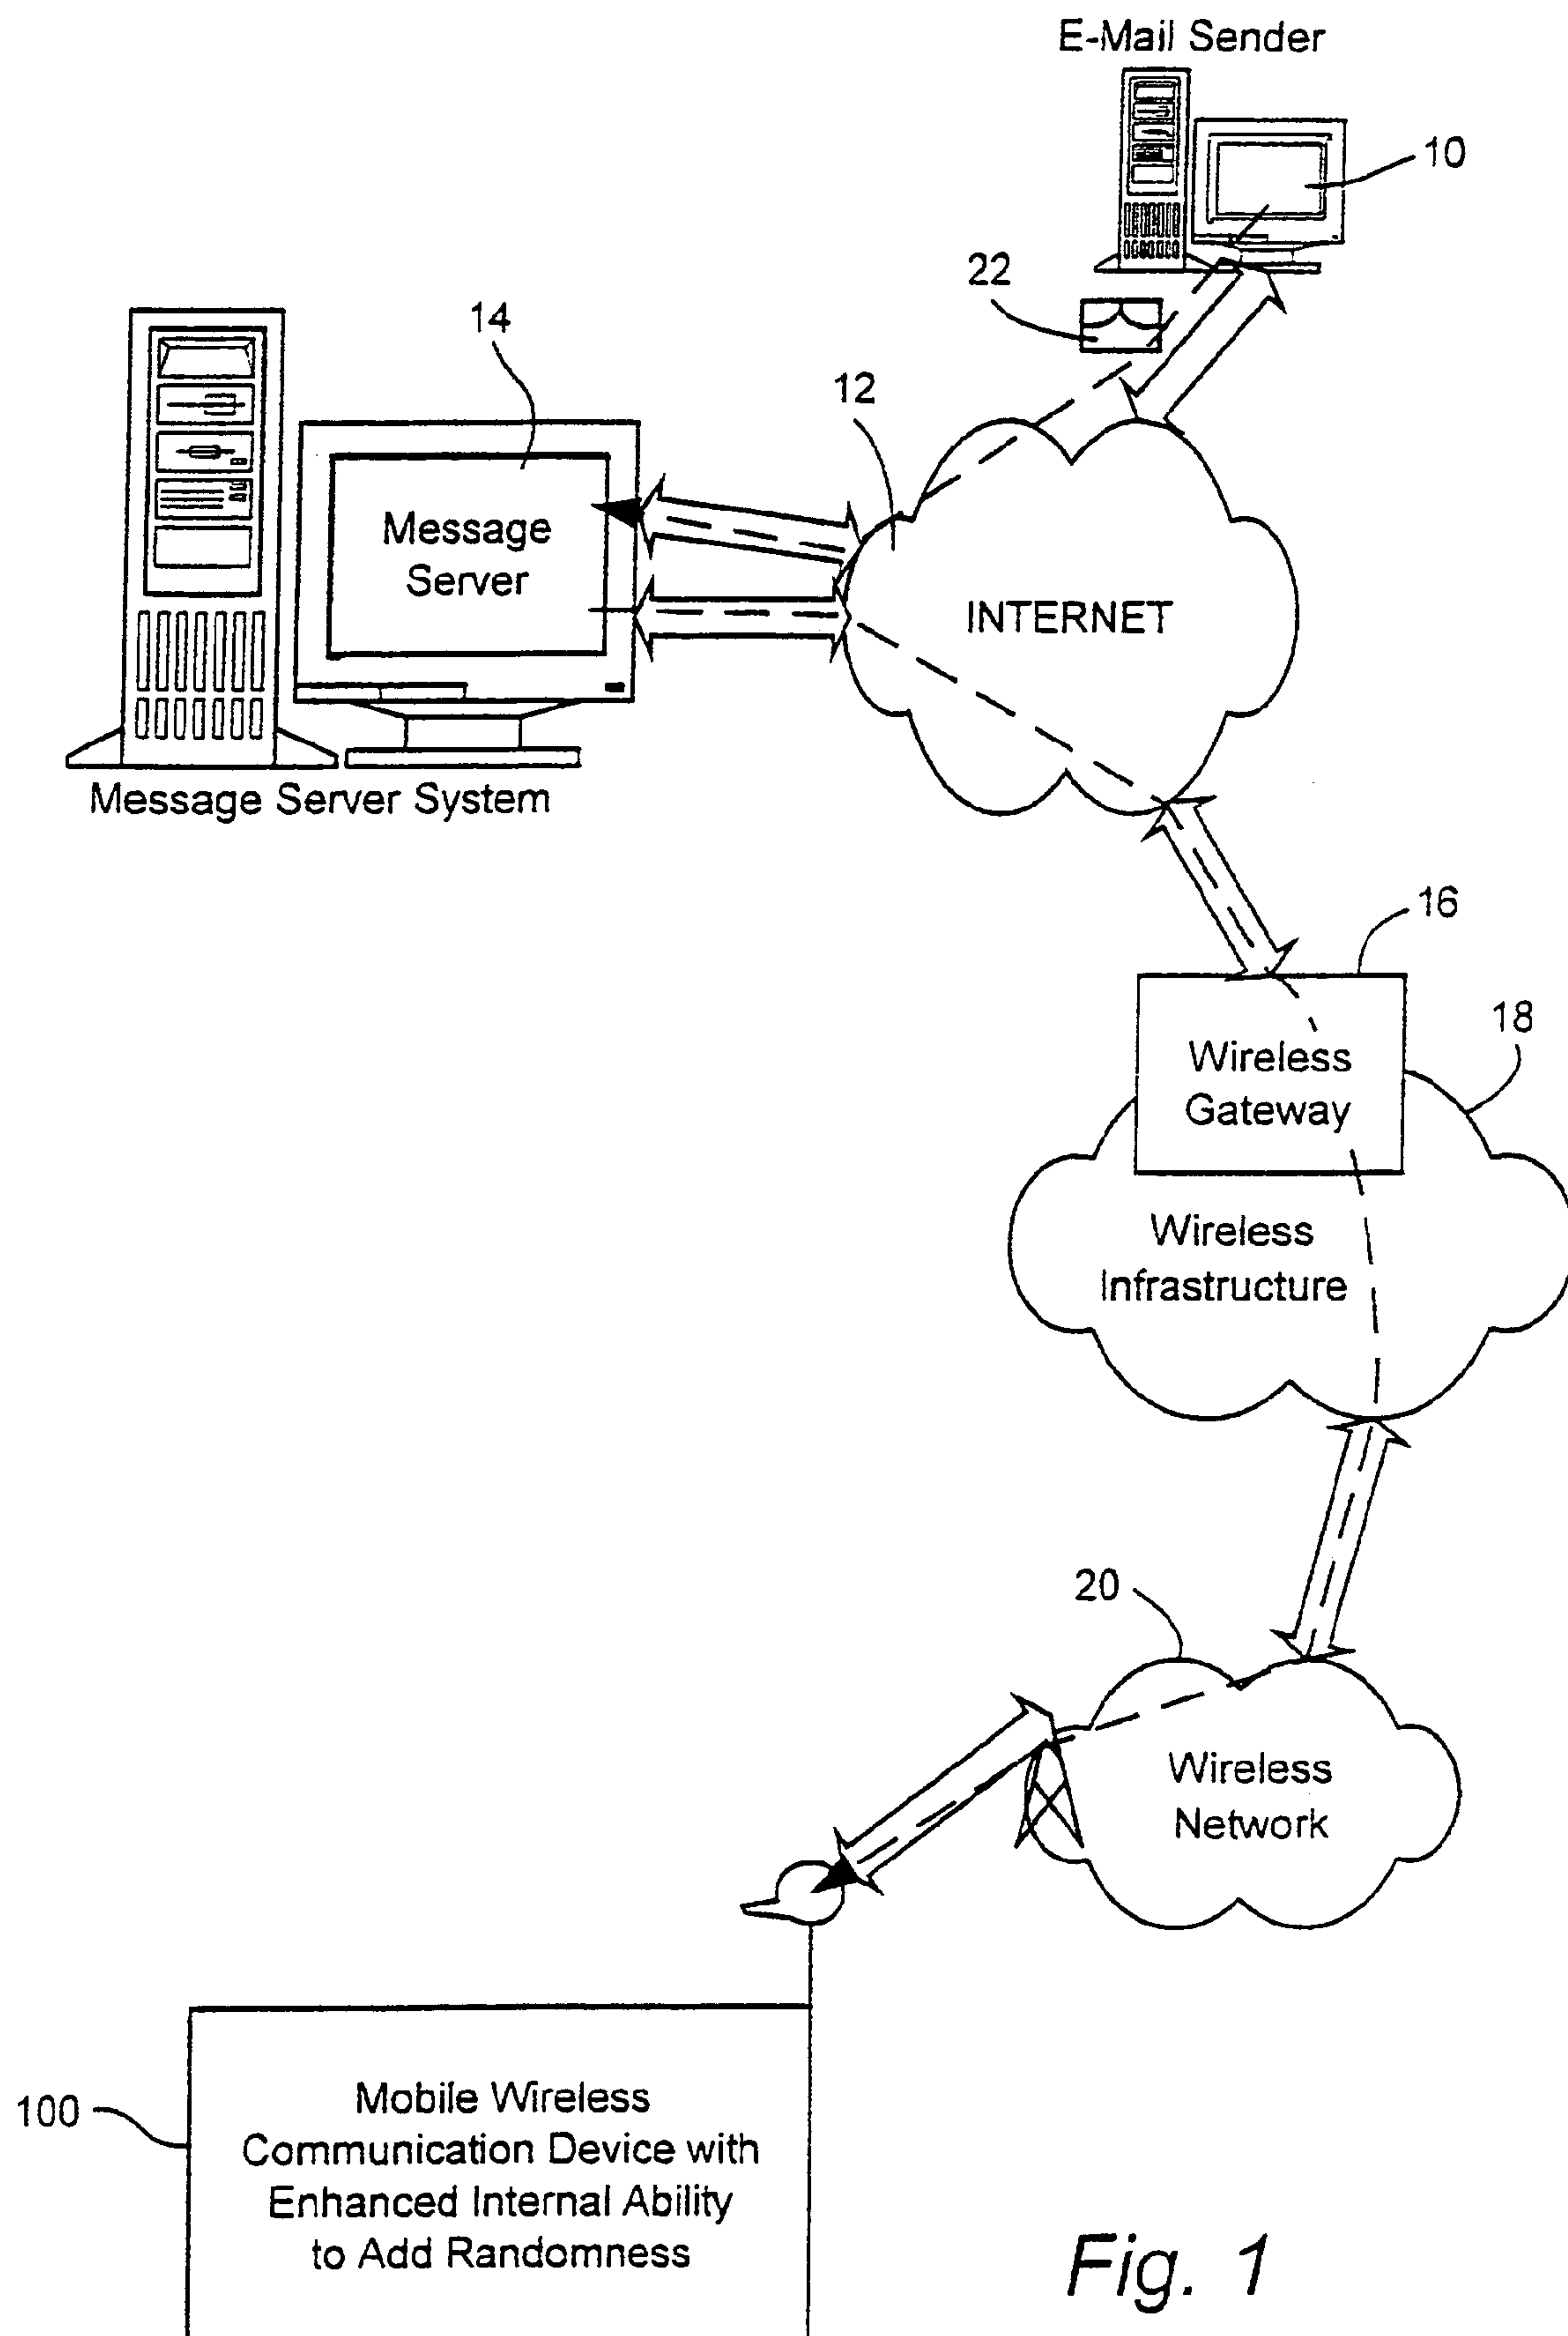 E-Mail Sender
10
22
14
12
Message
Server
INTERNET
Message Server System
16
18
Wireless
Gateway
Wireless
Infrastructure
20
Wireless
Network
100
Mobile Wireless
Communication Device with
Enhanced Internal Ability
to Add Randomness
Fig. 1